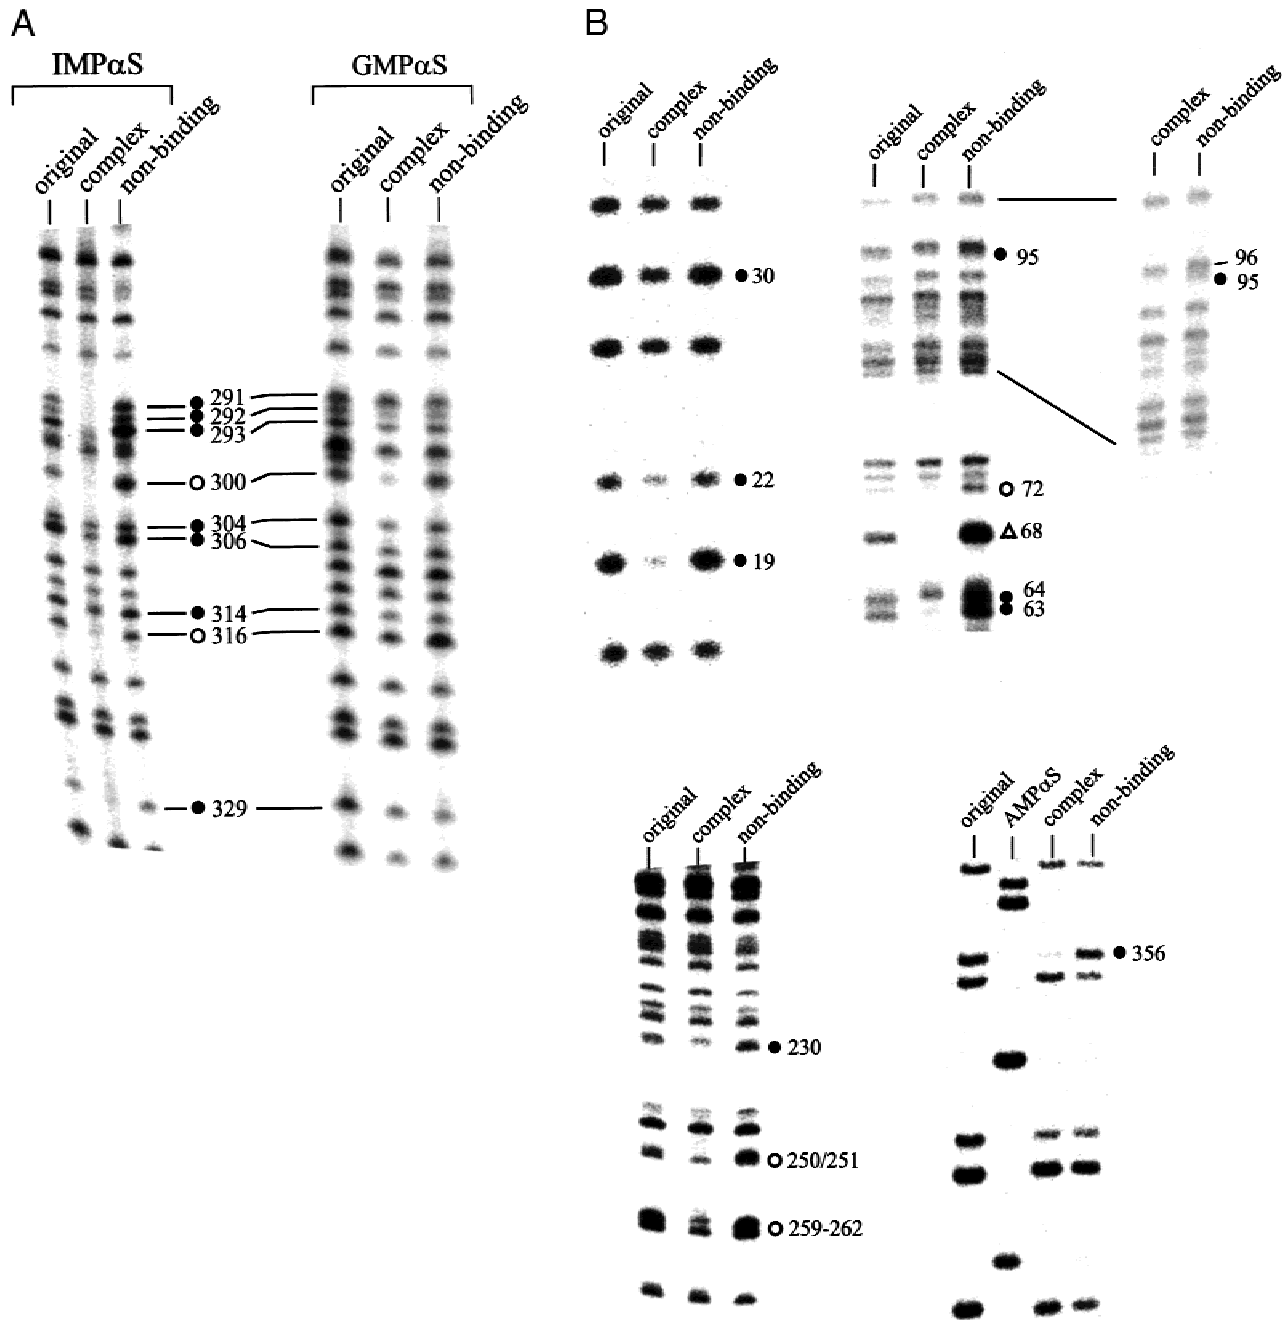 A
IMPαS
GMPαS
original
complex
non-binding
original
complex
non-binding
291
292
293
300
304
306
314
316
329
B
original
complex
non-binding
30
22
19
original
complex
non-binding
95
72
68
64
63
complex
non-binding
96
95
original
complex
non-binding
230
250/251
259-262
original
AMPαS
complex
non-binding
356